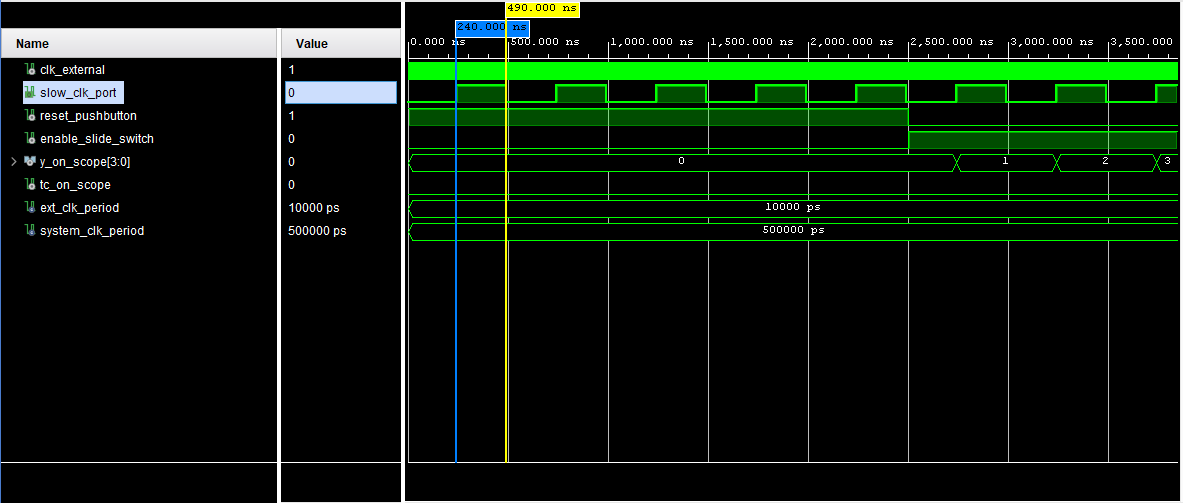 490.000 ns
240.000 ns
Name Value
0.000 ns 500.000 ns 1,000.000 ns 1,500.000 ns 2,000.000 ns 2,500.000 ns 3,000.000 ns 3,500.000
clk_external 1
slow_clk_port 0
reset_pushbutton 1
enable_slide_switch 0
y_on_scope[3:0] 0 0 1 2 3
tc_on_scope 0
ext_clk_period 10000 ps 10000 ps
system_clk_period 500000 ps 500000 ps